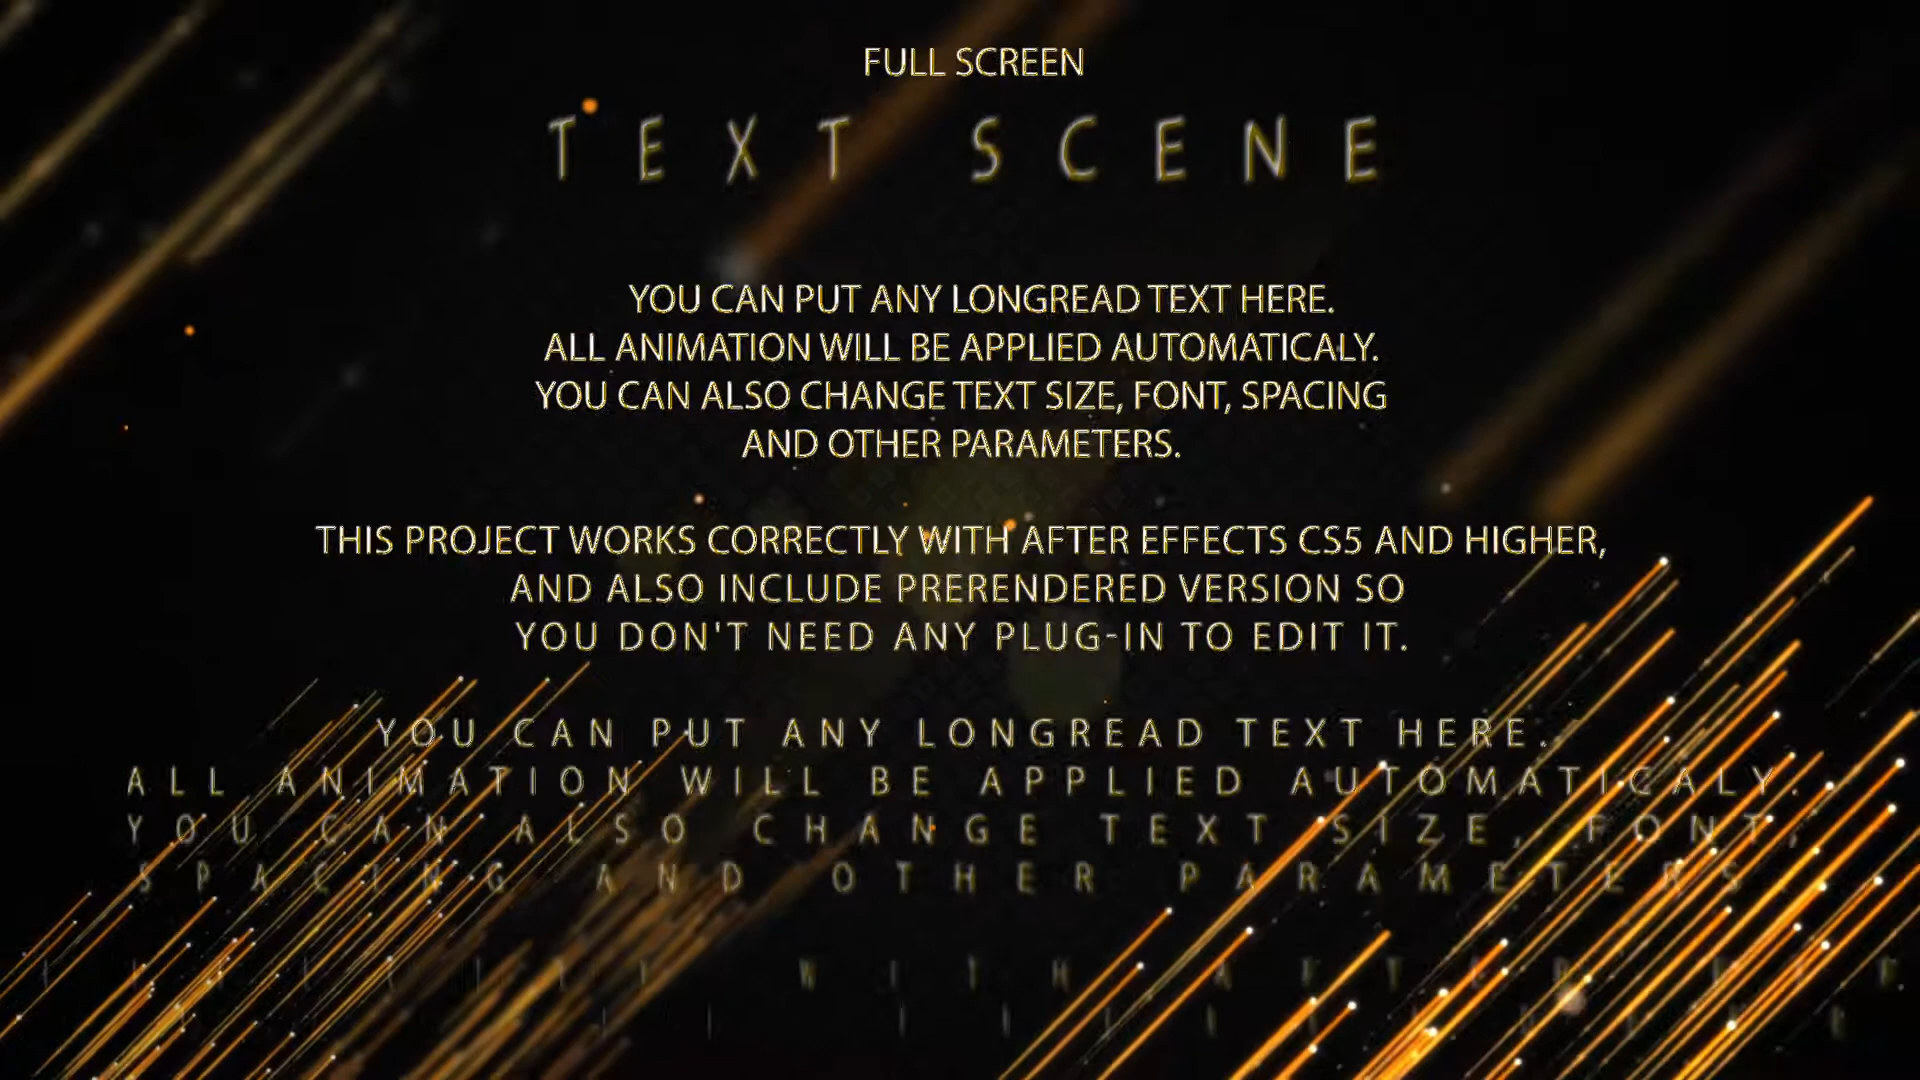 FULL SCREEN
TEXT SCENE
YOU CAN PUT ANY LONGREAD TEXT HERE.
ALL ANIMATION WILL BE APPLIED AUTOMATICALY.
YOU CAN ALSO CHANGE TEXT SIZE, FONT, SPACING
AND OTHER PARAMETERS.
THIS PROJECT WORKS CORRECTLY WITH AFTER EFFECTS CS5 AND HIGHER,
AND ALSO INCLUDE PRERENDERED VERSION SO
YOU DON'T NEED ANY PLUG-IN TO EDIT IT.
YOU CAN PUT ANY LONGREAD TEXT HERE.
ALL ANIMATION WILL BE APPLIED AUTOMATICALY.
YOU CAN ALSO CHANGE TEXT SIZE, FONT,
SPACING AND OTHER PARAMETERS
WITH